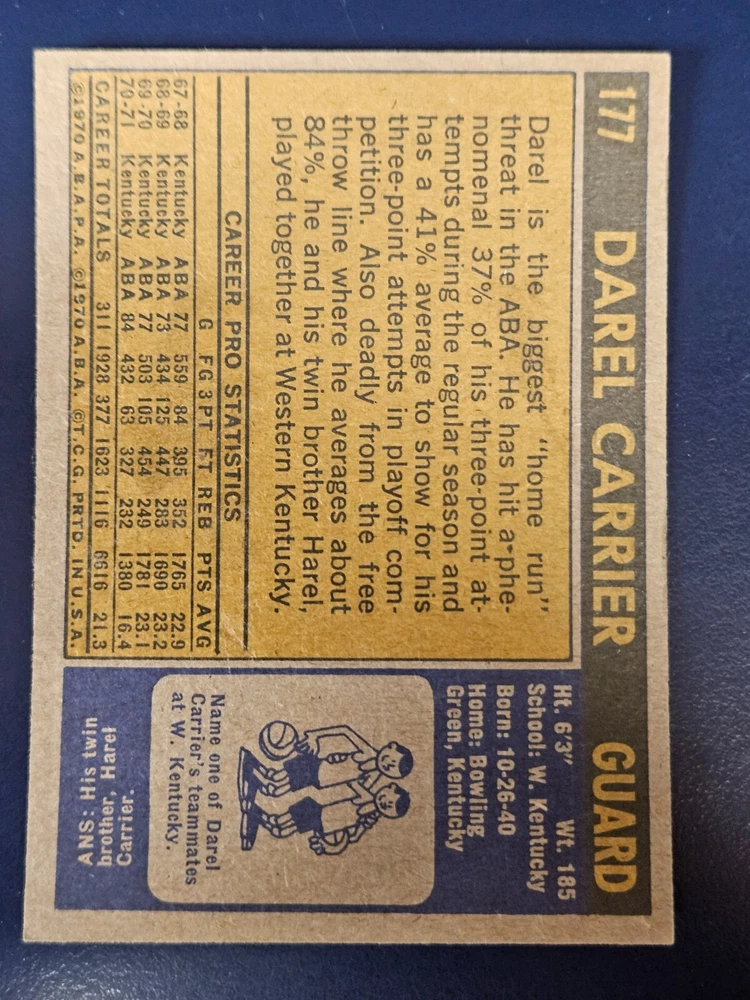 177 DAREL CARRIER GUARD
Darel is the biggest "home run"
threat in the ABA. He has hit a phe-
nomenal 37% of his three-point at-
tempts during the regular season and
has a 41% average to show for his
three-point attempts in playoff com-
petition. Also deadly from the free
throw line where he averages about
84%, he and his twin brother Harel,
played together at Western Kentucky.
CAREER PRO STATISTICS
G FG 3PT FT REB PTS AVG
67-68 Kentucky ABA 77 559 84 395 352 1765 22.9
68-69 Kentucky ABA 73 434 125 447 283 1690 23.2
69-70 Kentucky ABA 77 503 105 454 249 1781 23.1
70-71 Kentucky ABA 84 432 63 327 232 1380 16.4
CAREER TOTALS 311 1928 377 1623 1116 6616 21.3
©1970 A.B.A.P.A. ©1970 A.B.A. ©T.C.G. PRTD. IN U.S.A.
Ht. 6'3" Wt. 185
School: W. Kentucky
Born: 10-26-40
Home: Bowling
Green, Kentucky
Name one of Darel
Carrier's teammates
at W. Kentucky.
ANS: His twin
brother, Harel
Carrier.